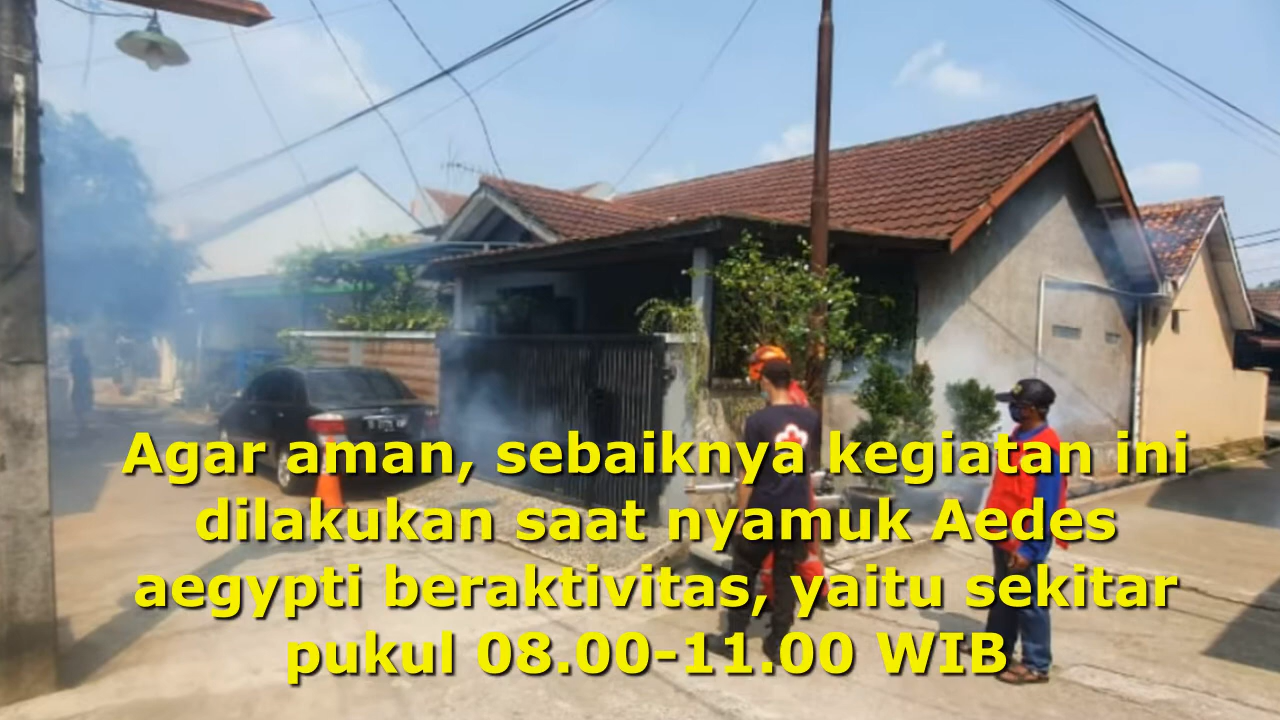 Agar aman, sebaiknya kegiatan ini
dilakukan saat nyamuk Aedes
aegypti beraktivitas, yaitu sekitar
pukul 08.00-11.00 WIB